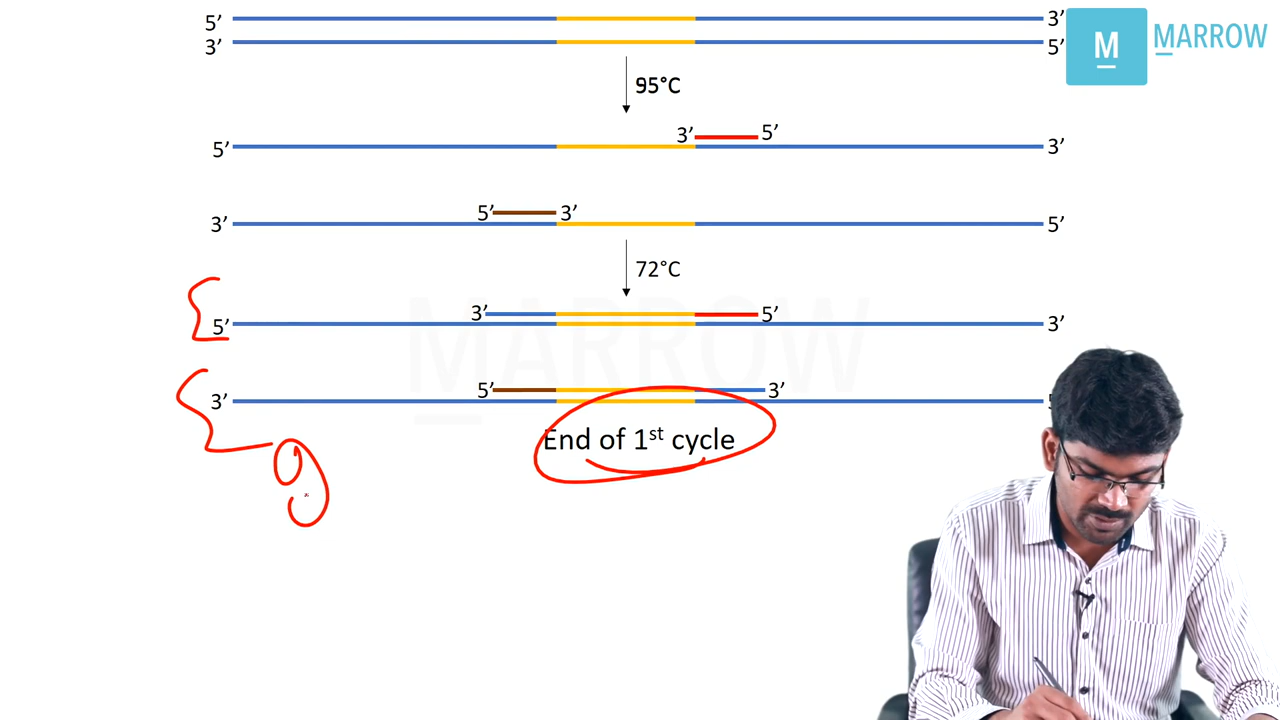 5’ 3’
3’ 5’
M MARROW
95°C
3’ 5’
5’ 3’
5’ 3’
3’ 5’
72°C
3’ 5’
5’ 3’
5’ 3’
3’
End of 1st cycle
MARROW